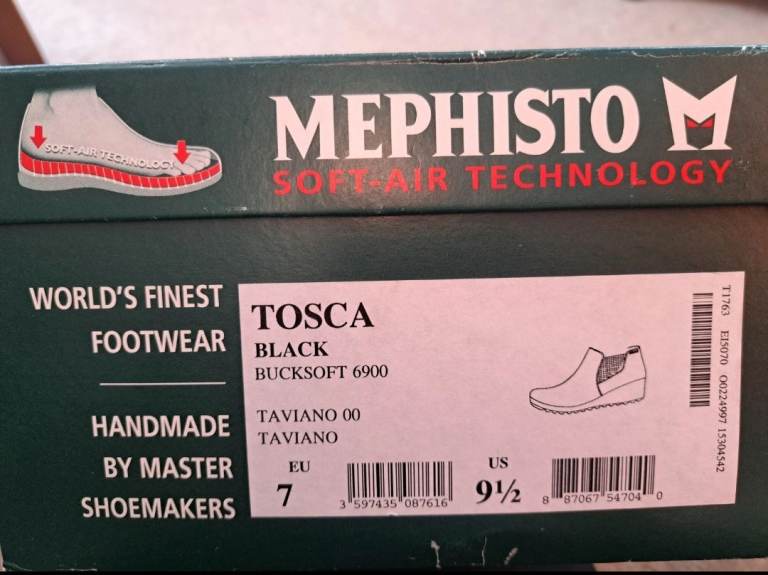 SOFT-AIR TECHNOLOGY
MEPHISTO
SOFT-AIR TECHNOLOGY
WORLD'S FINEST
FOOTWEAR
HANDMADE
BY MASTER
SHOEMAKERS
TOSCA
BLACK
BUCKSOFT 6900
TAVIANO 00
TAVIANO
EU
7
3 597435 087616
US
9½
8 87067 54704 0
T1763 EI5070 O0224997 15304542